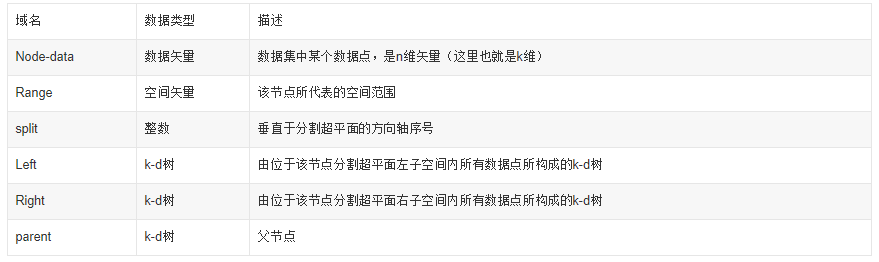 域名 数据类型 描述
Node-data 数据矢量 数据集中某个数据点，是n维矢量（这里也就是k维）
Range 空间矢量 该节点所代表的空间范围
split 整数 垂直于分割超平面的方向轴序号
Left k-d树 由位于该节点分割超平面左子空间内所有数据点所构成的k-d树
Right k-d树 由位于该节点分割超平面右子空间内所有数据点所构成的k-d树
parent k-d树 父节点